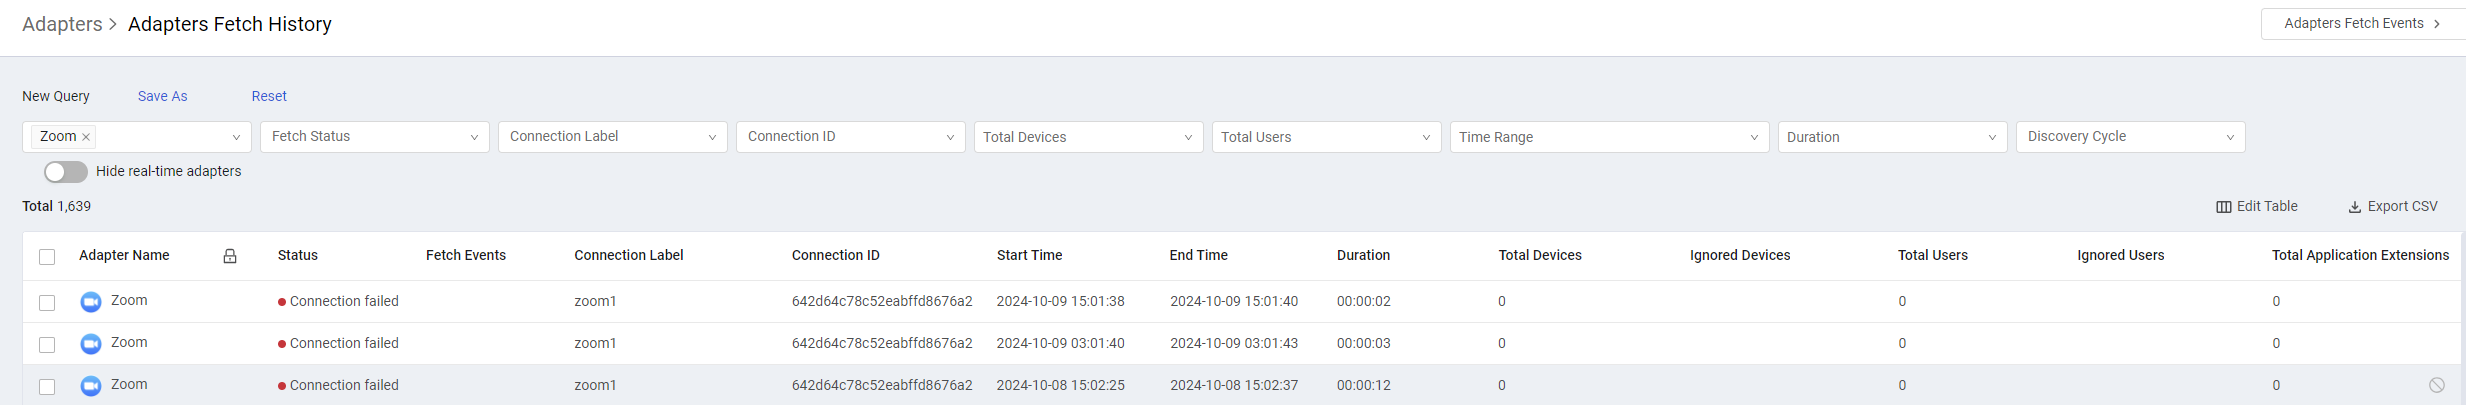 Adapters > Adapters Fetch History
Adapters Fetch Events >
New Query Save As Reset
Zoom × Fetch Status Connection Label Connection ID Total Devices Total Users Time Range Duration Discovery Cycle
Hide real-time adapters
Total 1,639 Edit Table Export CSV
Adapter Name Status Fetch Events Connection Label Connection ID Start Time End Time Duration Total Devices Ignored Devices Total Users Ignored Users Total Application Extensions
Zoom Connection failed zoom1 642d64c78c52eabffd8676a2 2024-10-09 15:01:38 2024-10-09 15:01:40 00:00:02 0 0 0
Zoom Connection failed zoom1 642d64c78c52eabffd8676a2 2024-10-09 03:01:40 2024-10-09 03:01:43 00:00:03 0 0 0
Zoom Connection failed zoom1 642d64c78c52eabffd8676a2 2024-10-08 15:02:25 2024-10-08 15:02:37 00:00:12 0 0 0